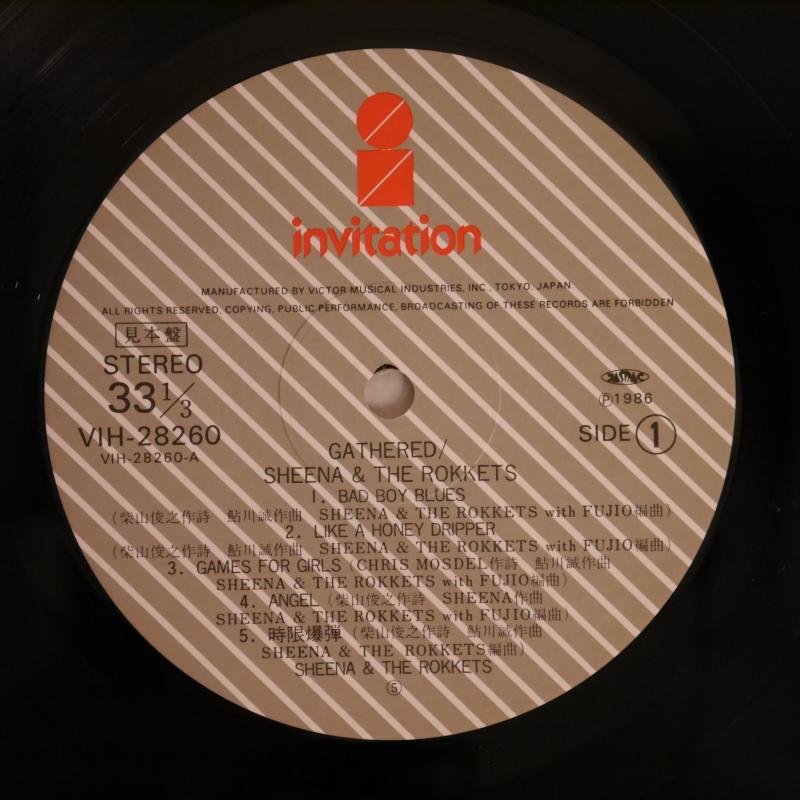 invitation
MANUFACTURED BY VICTOR MUSICAL INDUSTRIES, INC., TOKYO, JAPAN
ALL RIGHTS RESERVED, COPYING, PUBLIC PERFORMANCE, BROADCASTING OF THESE RECORDS ARE FORBIDDEN
見本盤
STEREO
33 1/3
VIH-28260
VIH-28260-A
JASRAC
Ⓟ1986
SIDE 1
GATHERED/
SHEENA & THE ROKKETS
1. BAD BOY BLUES
(柴山俊之作詩 鮎川誠作曲 SHEENA & THE ROKKETS with FUJIO編曲)
2. LIKE A HONEY DRIPPER
(柴山俊之作詩 鮎川誠作曲 SHEENA & THE ROKKETS with FUJIO編曲)
3. GAMES FOR GIRLS (CHRIS MOSDEL作詩 鮎川誠作曲
SHEENA & THE ROKKETS with FUJIO編曲)
4. ANGEL (柴山俊之作詩 SHEENA作曲
SHEENA & THE ROKKETS with FUJIO編曲)
5. 時限爆弾 (柴山俊之作詩 鮎川誠作曲
SHEENA & THE ROKKETS編曲)
SHEENA & THE ROKKETS
⑤